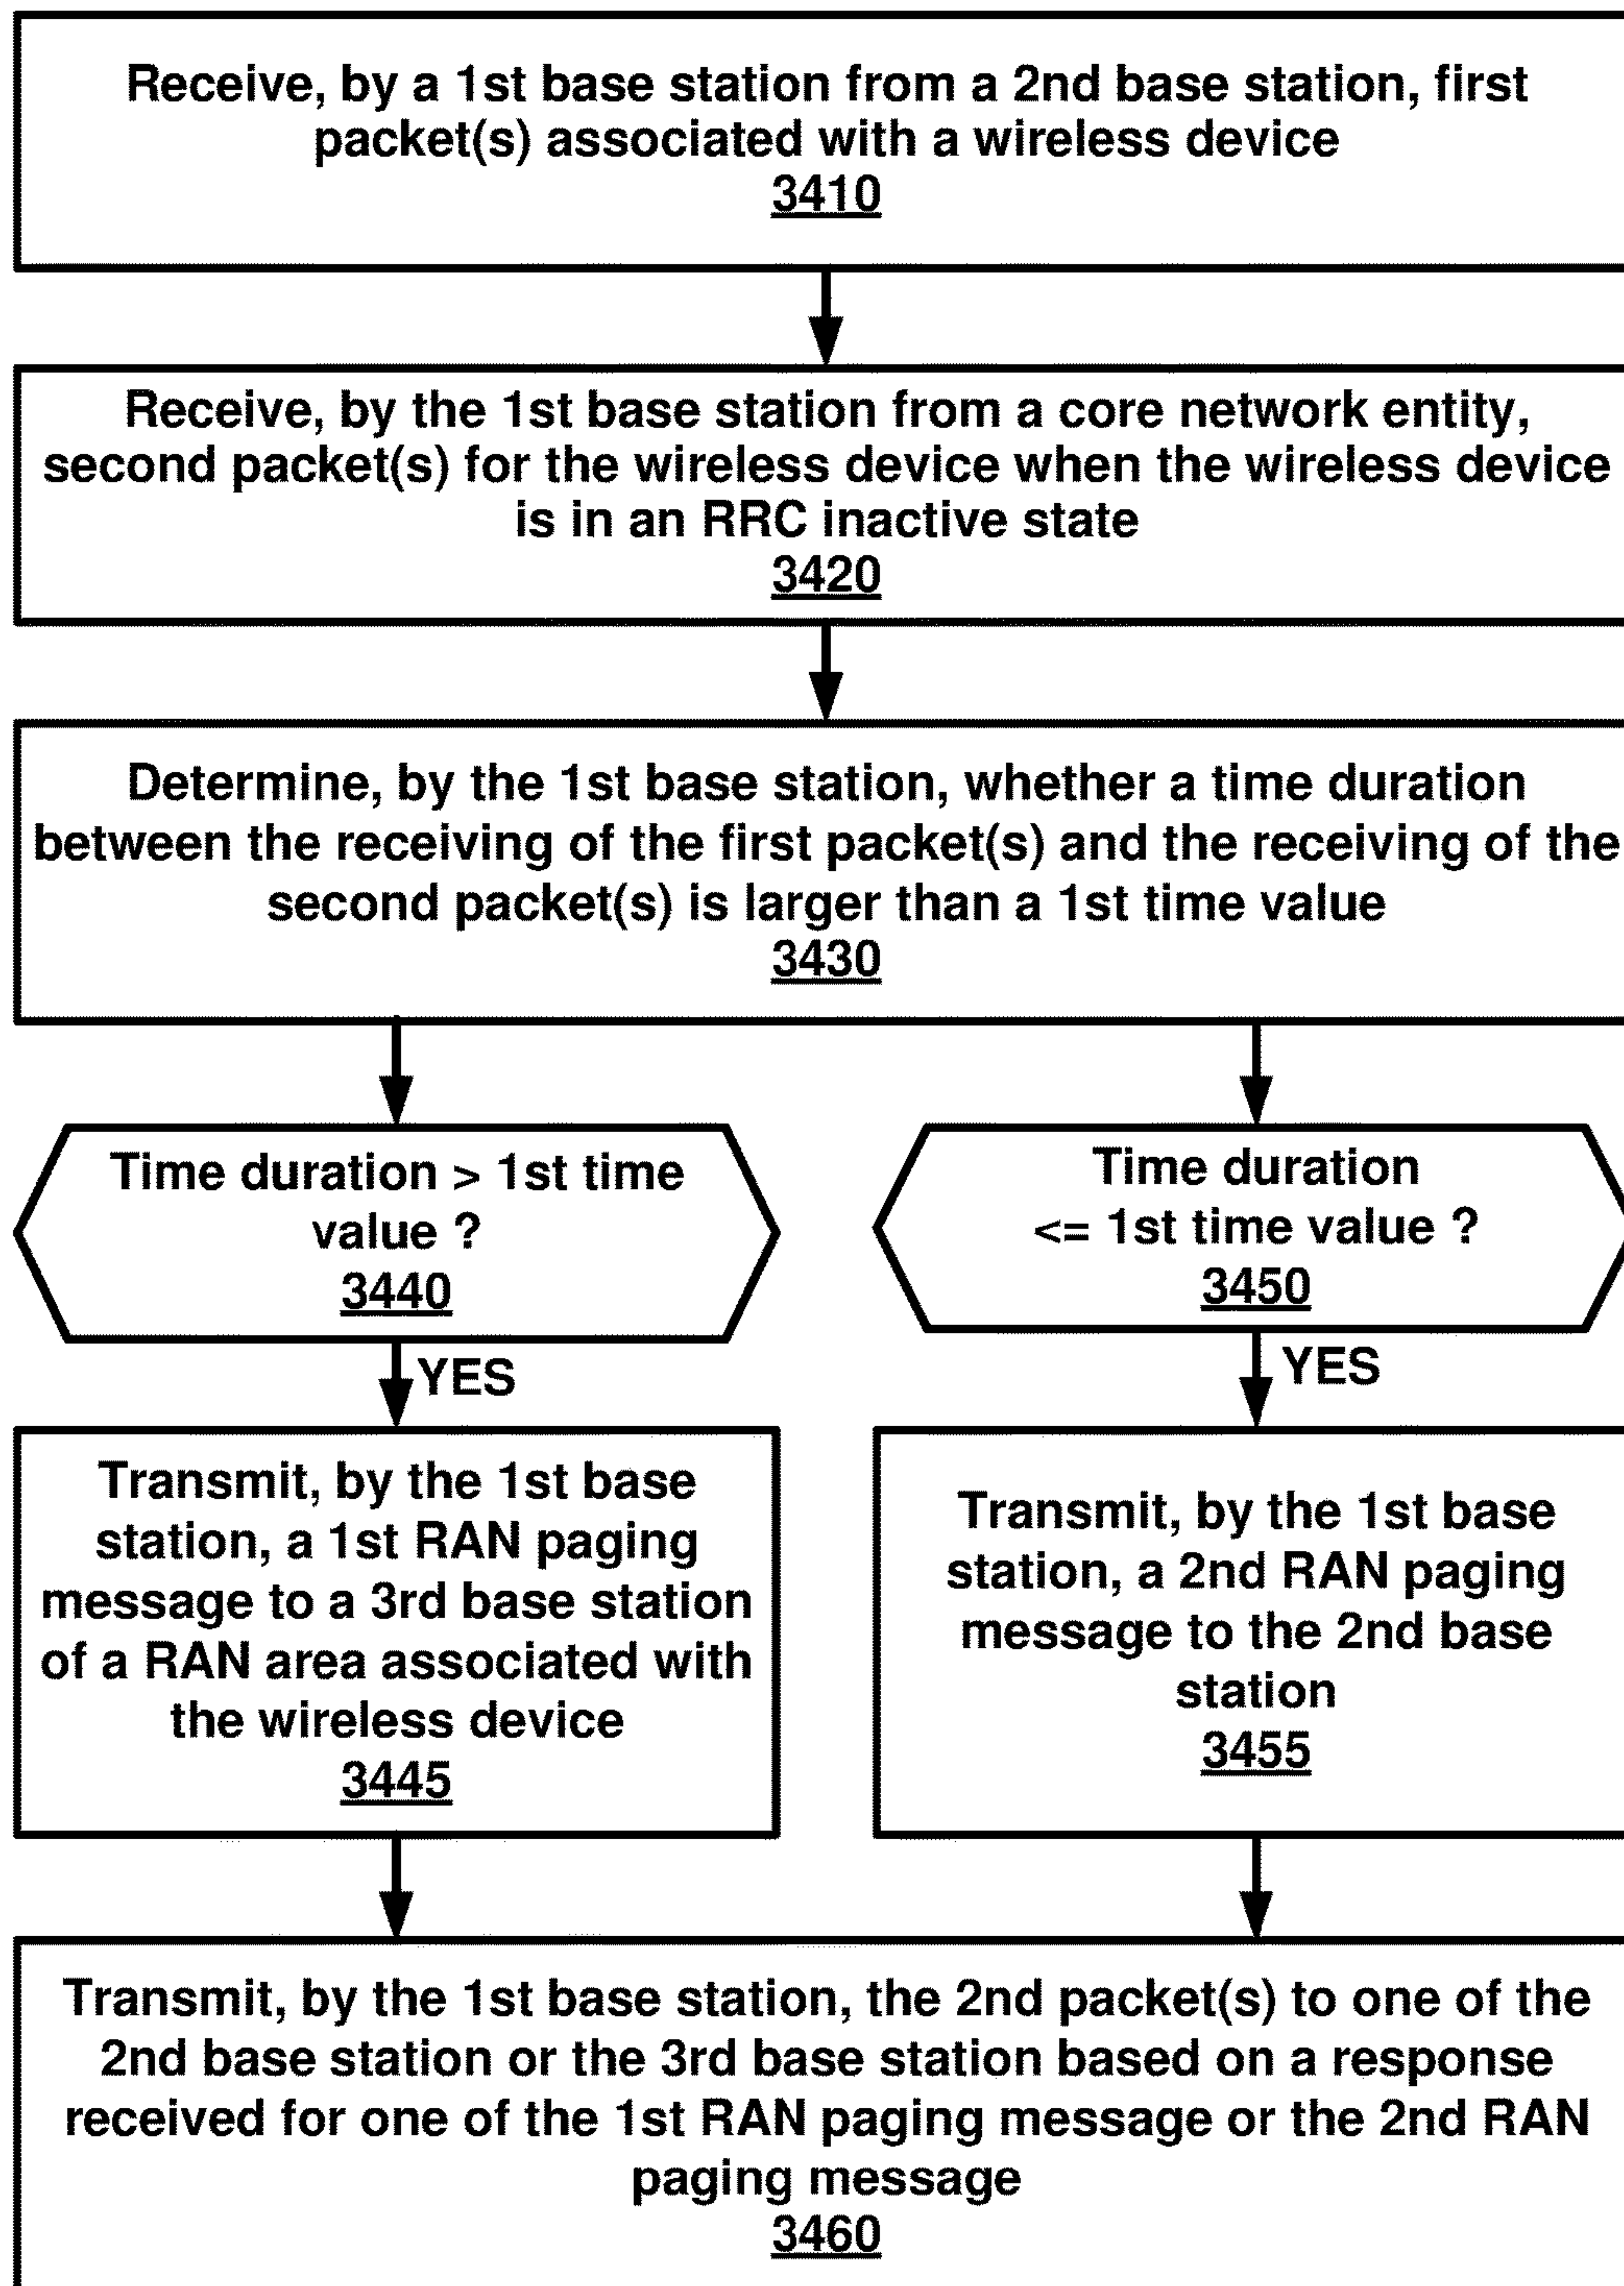 Receive, by a 1st base station from a 2nd base station, first
packet(s) associated with a wireless device
3410
Receive, by the 1st base station from a core network entity,
second packet(s) for the wireless device when the wireless device
is in an RRC inactive state
3420
Determine, by the 1st base station, whether a time duration
between the receiving of the first packet(s) and the receiving of the
second packet(s) is larger than a 1st time value
3430
Time duration > 1st time
value ?
3440
YES
Transmit, by the 1st base
station, a 1st RAN paging
message to a 3rd base station
of a RAN area associated with
the wireless device
3445
Time duration
<= 1st time value ?
3450
YES
Transmit, by the 1st base
station, a 2nd RAN paging
message to the 2nd base
station
3455
Transmit, by the 1st base station, the 2nd packet(s) to one of the
2nd base station or the 3rd base station based on a response
received for one of the 1st RAN paging message or the 2nd RAN
paging message
3460